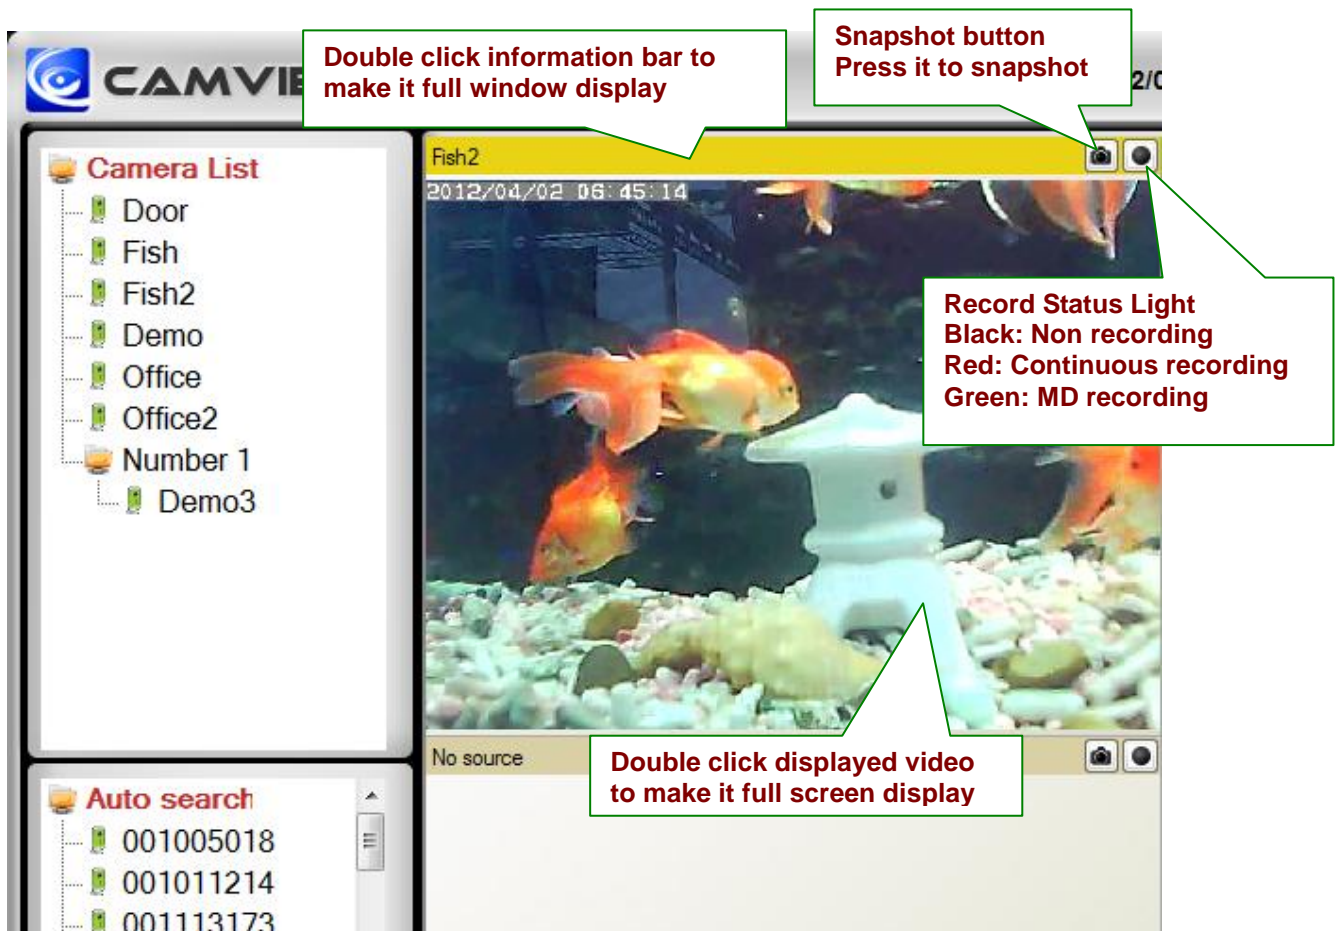 Snapshot button
Press it to snapshot
Double click information bar to
make it full window display
Camera List
Door
Fish
Fish2
Demo
Office
Office2
Number 1
Demo3
Fish2
2012/04/02 06:45:14
Record Status Light
Black: Non recording
Red: Continuous recording
Green: MD recording
No source
Double click displayed video
to make it full screen display
Auto search
001005018
001011214
001113173